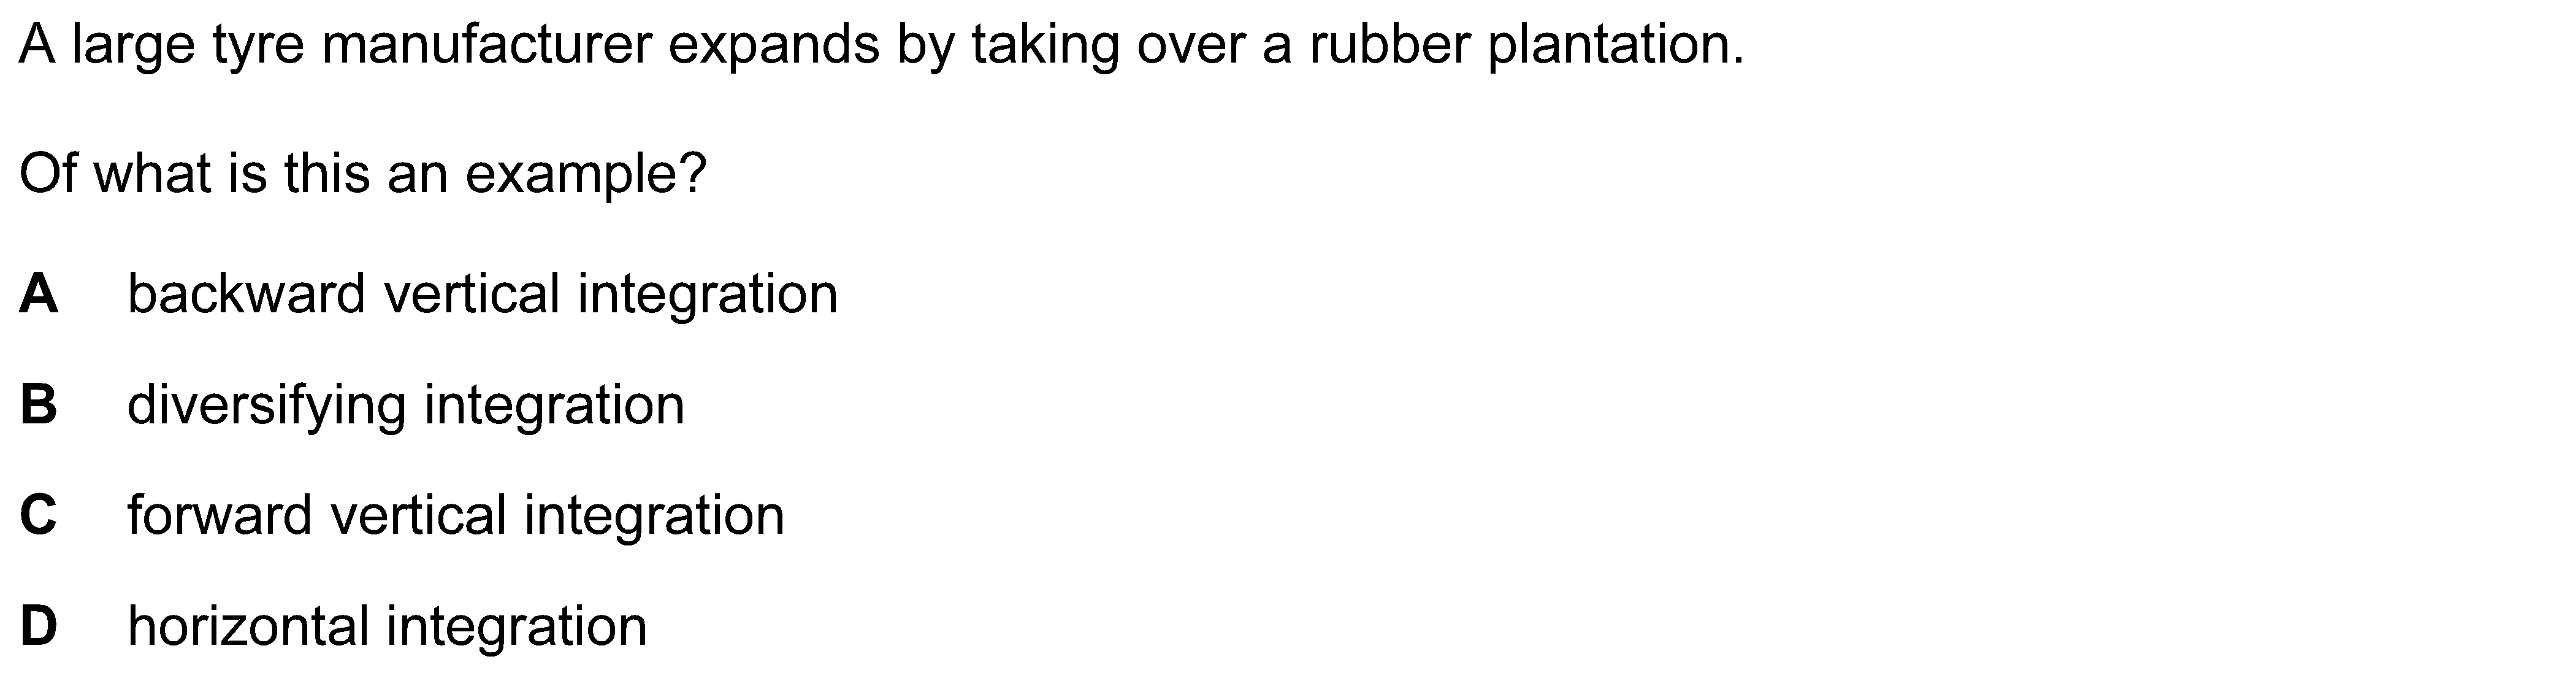 A large tyre manufacturer expands by taking over a rubber plantation.
Of what is this an example?
A backward vertical integration
B diversifying integration
C forward vertical integration
D horizontal integration